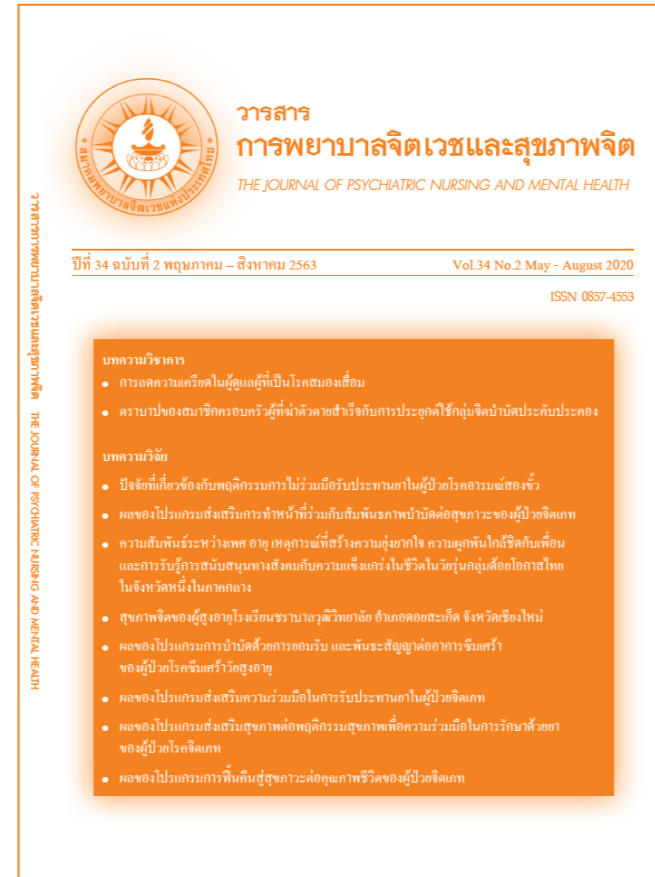 วารสาร
การพยาบาลจิตเวชและสุขภาพจิต
THE JOURNAL OF PSYCHIATRIC NURSING AND MENTAL HEALTH
สมาคมพยาบาลจิตเวชแห่งประเทศไทย
วารสารการพยาบาลจิตเวชและสุขภาพจิต THE JOURNAL OF PSYCHIATRIC NURSING AND MENTAL HEALTH
ปีที่ 34 ฉบับที่ 2 พฤษภาคม – สิงหาคม 2563
Vol.34 No.2 May - August 2020
ISSN 0857-4553
บทความวิชาการ
● การลดความเครียดในผู้ดูแลผู้ที่เป็นโรคสมองเสื่อม
● ตราบาปของสมาชิกครอบครัวผู้ที่ฆ่าตัวตายสำเร็จกับการประยุกต์ใช้กลุ่มจิตบำบัดประคับประคอง
บทความวิจัย
● ปัจจัยที่เกี่ยวข้องกับพฤติกรรมการไม่ร่วมมือรับประทานยาในผู้ป่วยโรคอารมณ์สองขั้ว
● ผลของโปรแกรมส่งเสริมการทำหน้าที่ร่วมกับสัมพันธภาพบำบัดต่อสุขภาวะของผู้ป่วยจิตเภท
● ความสัมพันธ์ระหว่างเพศ อายุ เหตุการณ์ที่สร้างความยุ่งยากใจ ความผูกพันใกล้ชิดกับเพื่อน
และการรับรู้การสนับสนุนทางสังคมกับความแข็งแกร่งในชีวิตในวัยรุ่นกลุ่มด้อยโอกาสไทย
ในจังหวัดหนึ่งในภาคกลาง
● สุขภาพจิตของผู้สูงอายุโรงเรียนชราบาลวุฒิวิทยาลัย อำเภอดอยสะเก็ด จังหวัดเชียงใหม่
● ผลของโปรแกรมการบำบัดด้วยการยอมรับ และพันธะสัญญาต่ออาการซึมเศร้า
ของผู้ป่วยโรคซึมเศร้าวัยสูงอายุ
● ผลของโปรแกรมส่งเสริมความร่วมมือในการรับประทานยาในผู้ป่วยจิตเภท
● ผลของโปรแกรมส่งเสริมสุขภาพต่อพฤติกรรมสุขภาพเพื่อความร่วมมือในการรักษาด้วยยา
ของผู้ป่วยโรคจิตเภท
● ผลของโปรแกรมการฟื้นคืนสู่สุขภาวะต่อคุณภาพชีวิตของผู้ป่วยจิตเภท